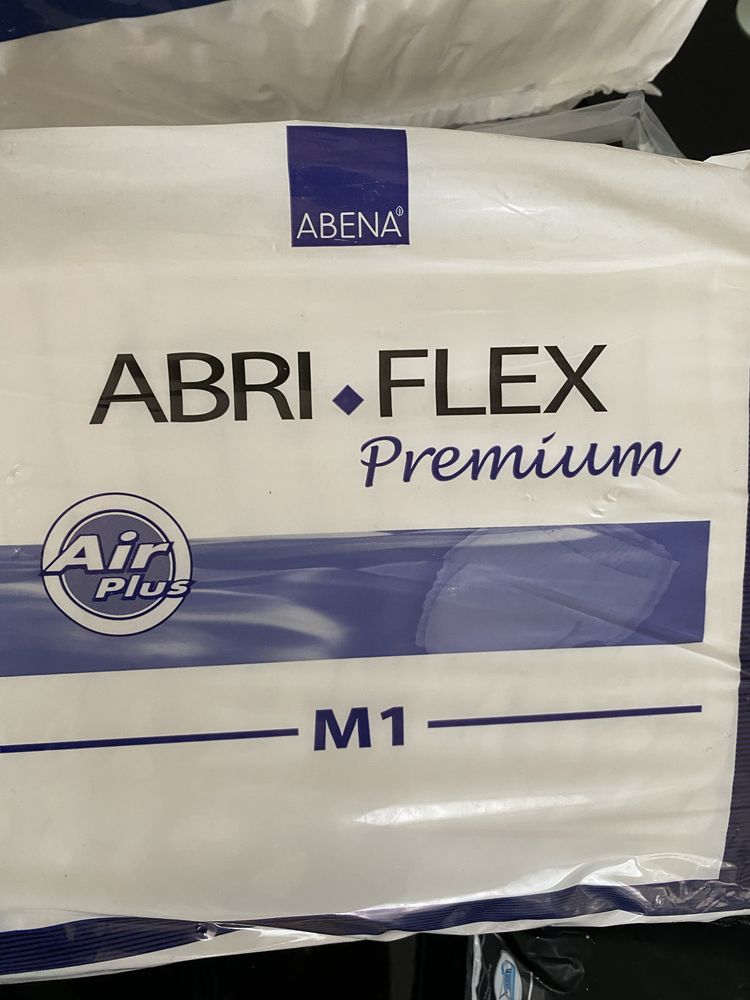 ABENA
ABRI FLEX
Premium
Air
Plus
M1